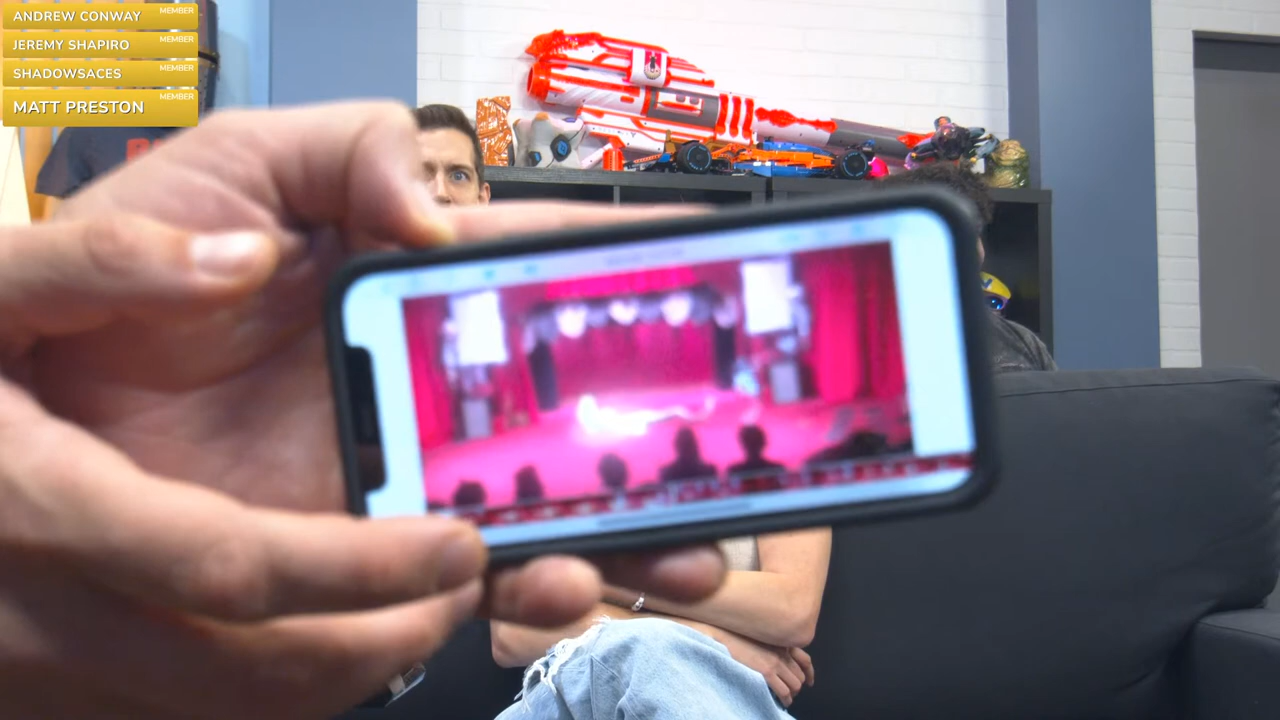 ANDREW CONWAY MEMBER
JEREMY SHAPIRO MEMBER
SHADOWSACES MEMBER
MATT PRESTON MEMBER